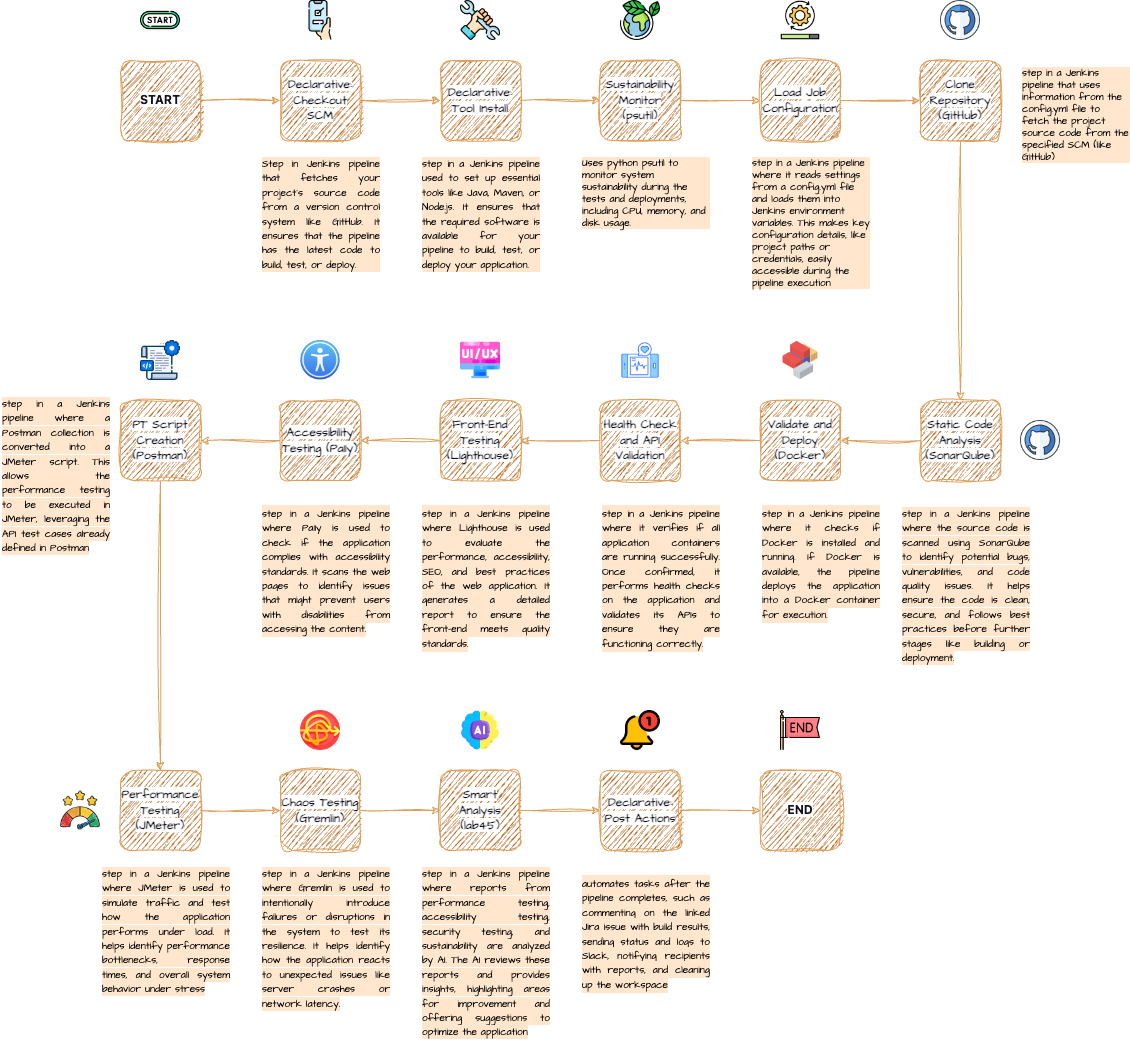 START
START
Declarative:
Checkout
SCM
Declarative:
Tool Install
Sustainability
Monitor
(psutil)
Load Job
Configuration
Clone
Repository
(GitHub)
step in a Jenkins
pipeline that uses
information from the
config.yml file to
fetch the project
source code from the
specified SCM (like
GitHub)
Step in Jenkins pipeline
that fetches your
project's source code
from a version control
system like GitHub. It
ensures that the pipeline
has the latest code to
build, test, or deploy.
step in a Jenkins pipeline
used to set up essential
tools like Java, Maven, or
Node.js. It ensures that
the required software is
available for your
pipeline to build, test, or
deploy your application.
uses python psutil to
monitor system
sustainability during the
tests and deployments,
including CPU, memory, and
disk usage.
step in a Jenkins pipeline
where it reads settings
from a config.yml file
and loads them into
Jenkins environment
variables. This makes key
configuration details, like
project paths or
credentials, easily
accessible during the
pipeline execution
UI/UX
step in a Jenkins
pipeline where a
Postman collection is
converted into a
JMeter script. This
allows the
performance testing
to be executed in
JMeter, leveraging the
API test cases already
defined in Postman
PT Script
Creation
(Postman)
Accessibility
Testing (Pally)
Front-End
Testing
(Lighthouse)
Health Check
and API
Validation
Validate and
Deploy
(Docker)
Static Code
Analysis
(SonarQube)
step in a Jenkins pipeline
where Pally is used to
check if the application
complies with accessibility
standards. It scans the web
pages to identify issues
that might prevent users
with disabilities from
accessing the content.
step in a Jenkins pipeline
where Lighthouse is used
to evaluate the
performance, accessibility,
SEO, and best practices
of the web application. It
generates a detailed
report to ensure the
front-end meets quality
standards.
step in a Jenkins pipeline
where it verifies if all
application containers
are running successfully.
Once confirmed, it
performs health checks
on the application and
validates its APIs to
ensure they are
functioning correctly.
step in a Jenkins pipeline
where it checks if
Docker is installed and
running. If Docker is
available, the pipeline
deploys the application
into a Docker container
for execution.
step in a Jenkins pipeline
where the source code is
scanned using SonarQube
to identify potential bugs,
vulnerabilities, and code
quality issues. It helps
ensure the code is clean,
secure, and follows best
practices before further
stages like building or
deployment.
AI
1
END
Performance
Testing
(JMeter)
Chaos Testing
(Gremlin)
Smart
Analysis
(lab45)
Declarative:
Post Actions
END
step in a Jenkins pipeline
where JMeter is used to
simulate traffic and test
how the application
performs under load. It
helps identify performance
bottlenecks, response
times, and overall system
behavior under stress
step in a Jenkins pipeline
where Gremlin is used to
intentionally introduce
failures or disruptions in
the system to test its
resilience. It helps identify
how the application reacts
to unexpected issues like
server crashes or
network latency.
step in a Jenkins pipeline
where reports from
performance testing,
accessibility testing,
security testing, and
sustainability are analyzed
by AI. The AI reviews these
reports and provides
insights, highlighting areas
for improvement and
offering suggestions to
optimize the application
automates tasks after the
pipeline completes, such as
commenting on the linked
Jira issue with build results,
sending status and logs to
Slack, notifying recipients
with reports, and cleaning
up the workspace